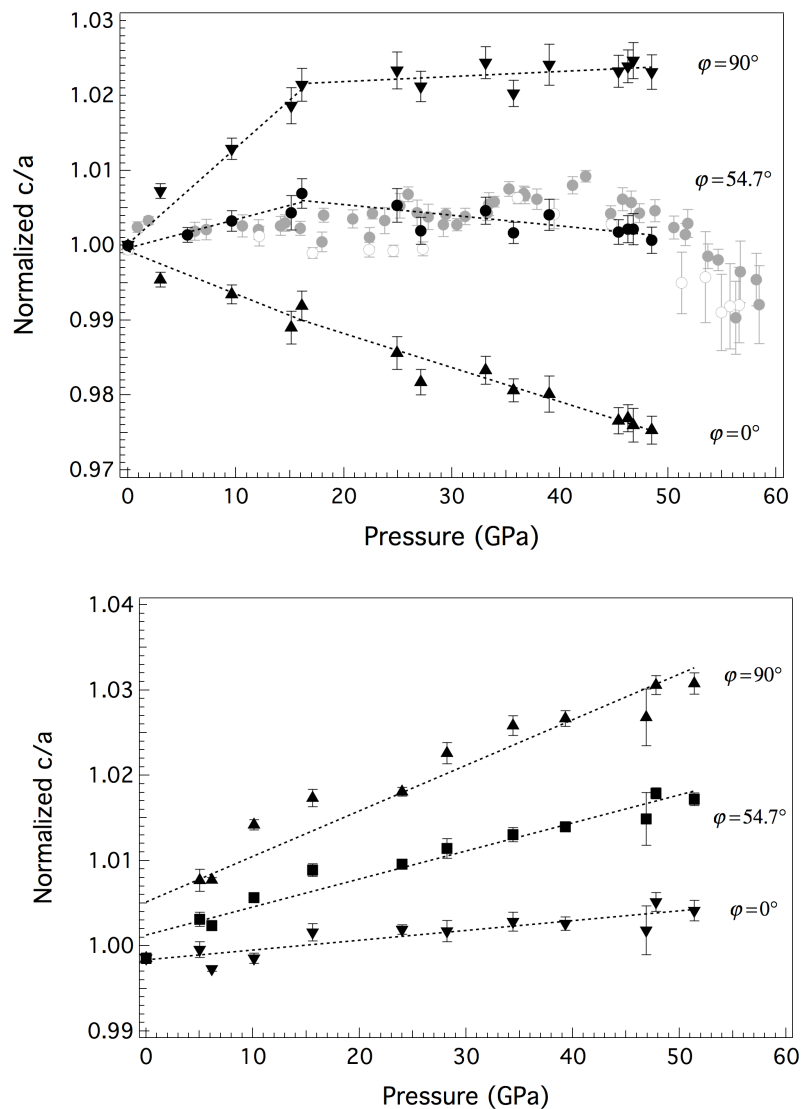 1.03
φ=90°
1.02
φ=54.7°
1.01
Normalized c/a
1.00
0.99
0.98
φ=0°
0.97
0 10 20 30 40 50 60
Pressure (GPa)
1.04
φ=90°
1.03
Normalized c/a
1.02
φ=54.7°
1.01
φ=0°
1.00
0.99
0 10 20 30 40 50 60
Pressure (GPa)